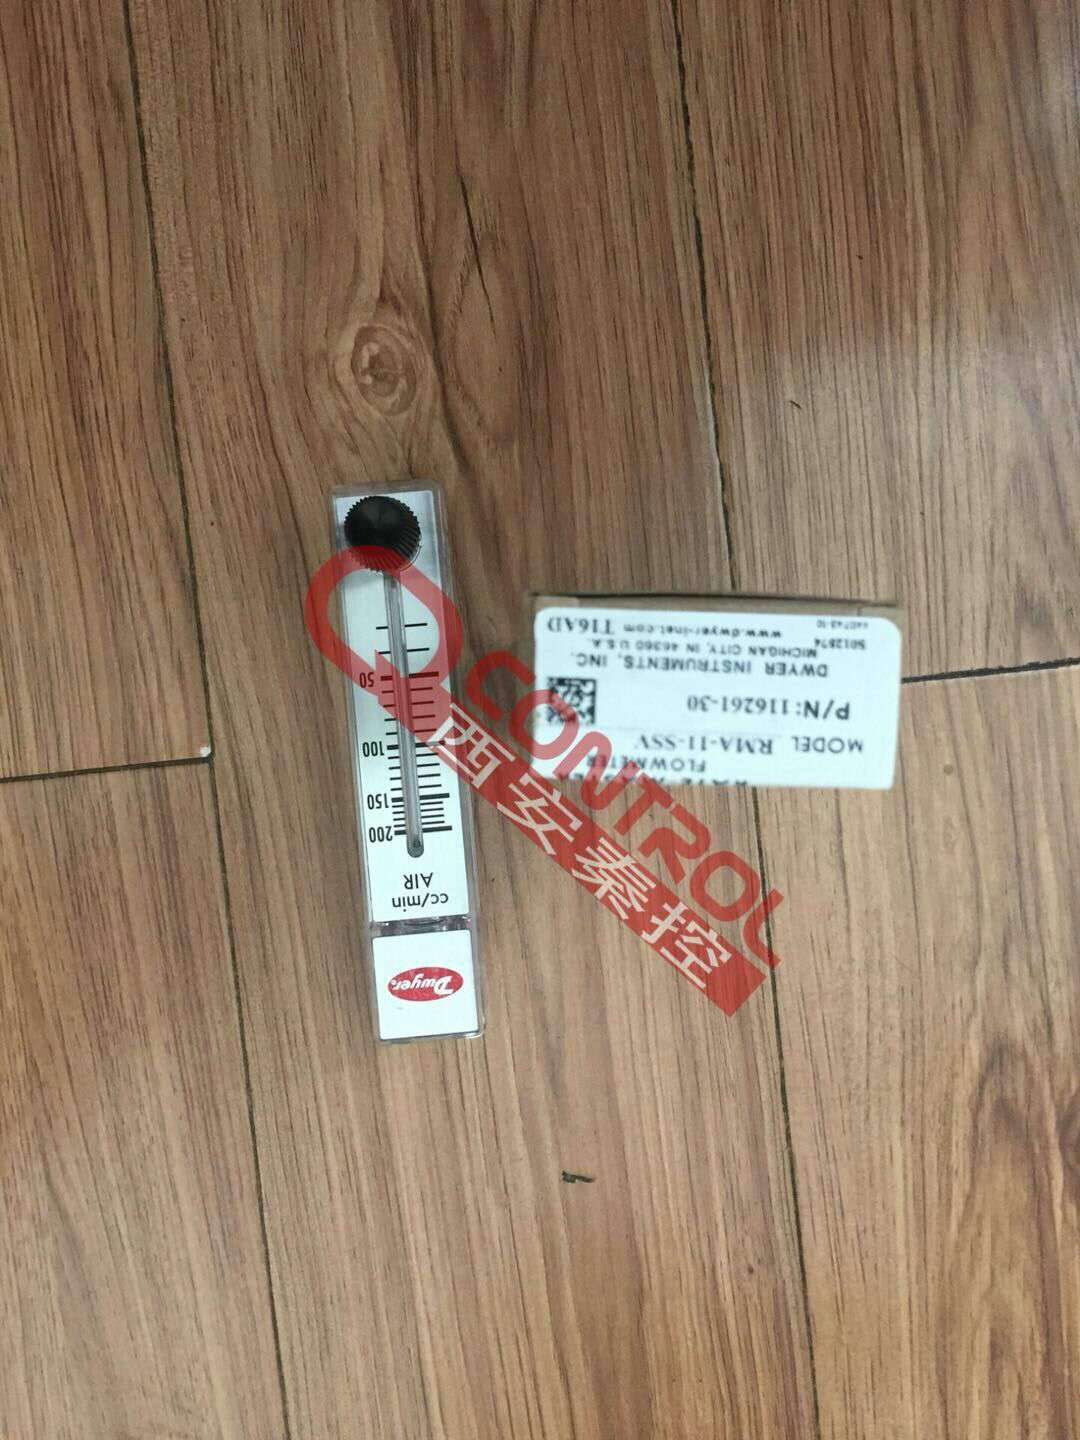 Dwyer
cc/min
AIR
200
150
100
50
FLOWMETER
MODEL RMA-11-SSV
P/N: 116261-30
DWYER INSTRUMENTS, INC.
MICHIGAN CITY, IN 46360 U.S.A.
www.dwyer-inst.com T16AD
QCONTROL
西安秦控